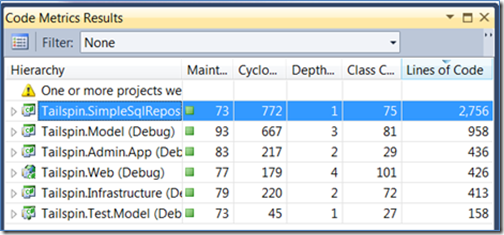 Code Metrics Results
Filter: None
Hierarchy Maint... Cyclo... Depth... Class C... Lines of Code
One or more projects we
Tailspin.SimpleSqlRepos 73 772 1 75 2,756
Tailspin.Model (Debug) 93 667 3 81 958
Tailspin.Admin.App (Deb 83 217 2 29 436
Tailspin.Web (Debug) 77 179 4 101 426
Tailspin.Infrastructure (De 79 220 2 72 413
Tailspin.Test.Model (Deb 73 45 1 27 158